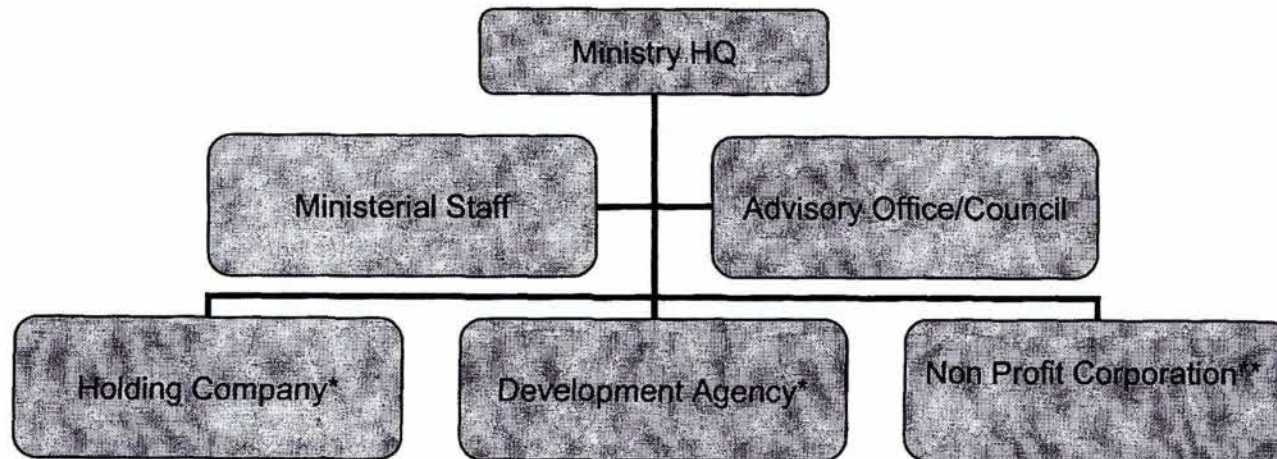 Ministry HQ
Ministerial Staff
Advisory Office/Council
Holding Company*
Development Agency*
Non Profit Corporation**